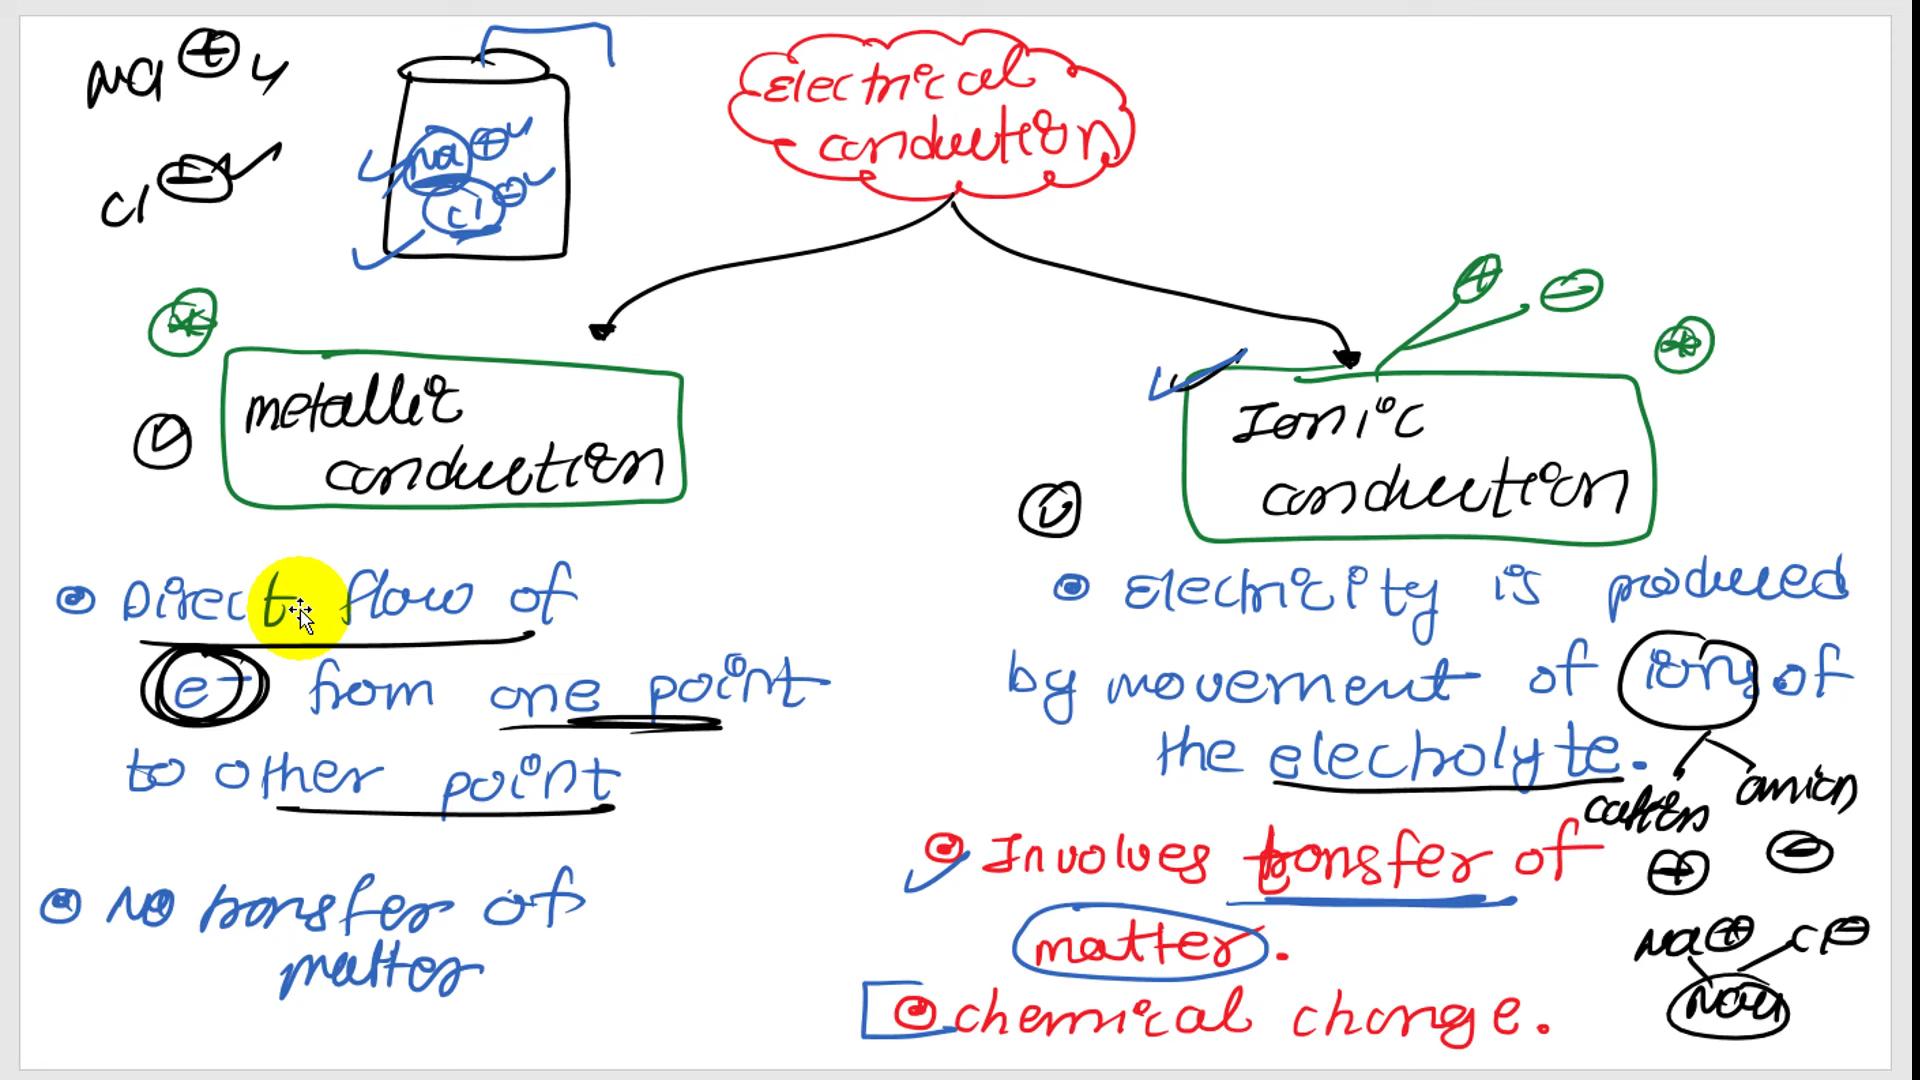 Na⊕
Cl⊖
Na⊕
Cl⊖
Electrical
conduction
⊕ ⊖
metallic
conduction
Ionic
conduction
Direct flow of
e⁻ from one point
to other point
No transfer of
matter
Electricity is produced
by movement of ions of
the electrolyte.
cation
anion
⊕ ⊖
Involves transfer of
matter.
Na⊕ Cl⊖
NaCl
chemical change.